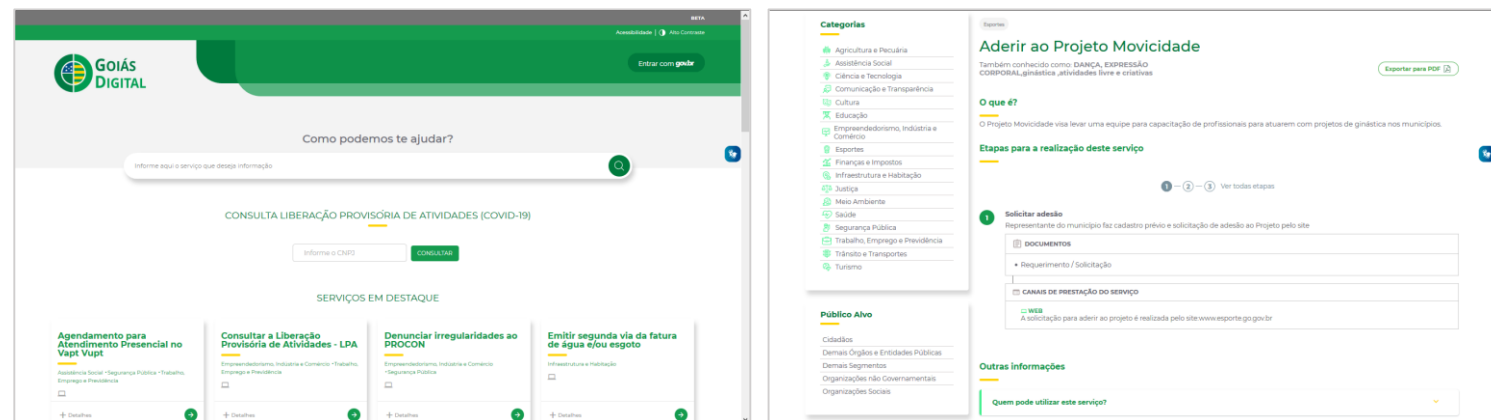 BETA
Acessibilidade | Alto Contraste
GOIÁS
DIGITAL
Entrar com gov.br
Como podemos te ajudar?
Informe aqui o serviço que deseja informação
CONSULTA LIBERAÇÃO PROVISÓRIA DE ATIVIDADES (COVID-19)
Informe o CNPJ
CONSULTAR
SERVIÇOS EM DESTAQUE
Agendamento para
Atendimento Presencial no
Vapt Vupt
Assistência Social •Segurança Pública •Trabalho,
Emprego e Previdência
+ Detalhes
Consultar a Liberação
Provisória de Atividades - LPA
Empreendedorismo, Indústria e Comércio •Trabalho,
Emprego e Previdência
+ Detalhes
Denunciar irregularidades ao
PROCON
Empreendedorismo, Indústria e Comércio
•Segurança Pública
+ Detalhes
Emitir segunda via da fatura
de água e/ou esgoto
Infraestrutura e Habitação
+ Detalhes
Categorias
Agricultura e Pecuária
Assistência Social
Ciência e Tecnologia
Comunicação e Transparência
Cultura
Educação
Empreendedorismo, Indústria e
Comércio
Esportes
Finanças e Impostos
Infraestrutura e Habitação
Justiça
Meio Ambiente
Saúde
Segurança Pública
Trabalho, Emprego e Previdência
Trânsito e Transportes
Turismo
Público Alvo
Cidadãos
Demais Órgãos e Entidades Públicas
Demais Segmentos
Organizações não Governamentais
Organizações Sociais
Esportes
Aderir ao Projeto Movicidade
Também conhecido como: DANÇA, EXPRESSÃO
CORPORAL,ginástica ,atividades livre e criativas
Exportar para PDF
O que é?
O Projeto Movicidade visa levar uma equipe para capacitação de profissionais para atuarem com projetos de ginástica nos municípios.
Etapas para a realização deste serviço
1 2 3 Ver todas etapas
1 Solicitar adesão
Representante do município faz cadastro prévio e solicitação de adesão ao Projeto pelo site
DOCUMENTOS
• Requerimento / Solicitação
CANAIS DE PRESTAÇÃO DO SERVIÇO
WEB
A solicitação para aderir ao projeto é realizada pelo site:www.esporte.go.gov.br
Outras informações
Quem pode utilizar este serviço?